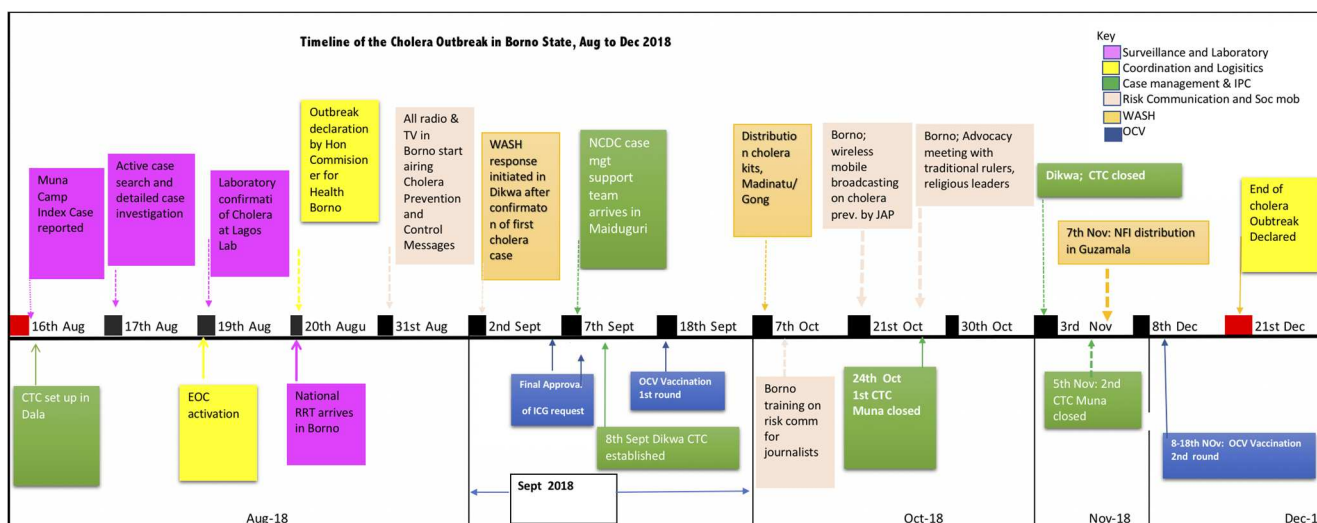 Timeline of the Cholera Outbreak in Borno State, Aug to Dec 2018
Key
Surveillance and Laboratory
Coordination and Logisitics
Case management & IPC
Risk Communication and Soc mob
WASH
OCV
Muna
Camp
Index Case
reported
Active case
search and
detailed case
investigation
Laboratory
confirmati
of Cholera
at Lagos
Lab
Outbreak
declaration
by Hon
Commision
er for
Health
Borno
All radio &
TV in
Borno start
airing
Cholera
Prevention
and
Control
Messages
WASH
response
initiated in
Dikwa after
confirmato
n of first
cholera
case
NCDC case
mgt
support
team
arrives in
Maiduguri
Distributio
n cholera
kits,
Madinatu/
Gong
Borno;
wireless
mobile
broadcasting
on cholera
prev. by JAP
Borno; Advocacy
meeting with
traditional rulers,
religious leaders
Dikwa; CTC closed
7th Nov: NFI distribution
in Guzamala
End of
cholera
Oubtreak
Declared
16th Aug
17th Aug
19th Aug
20th Augu
31st Aug
2nd Sept
7th Sept
18th Sept
7th Oct
21st Oct
30th Oct
3rd Nov
8th Dec
21st Dec
CTC set up in
Dala
EOC
activation
National
RRT arrives
in Borno
Final Approva.
of ICG request
8th Sept Dikwa CTC
established
OCV Vaccination
1st round
Borno
training on
risk comm
for
journalists
24th Oct
1st CTC
Muna closed
5th Nov: 2nd
CTC Muna
closed
8-18th NOv: OCV Vaccination
2nd round
Sept 2018
Aug-18
Oct-18
Nov-18
Dec-1